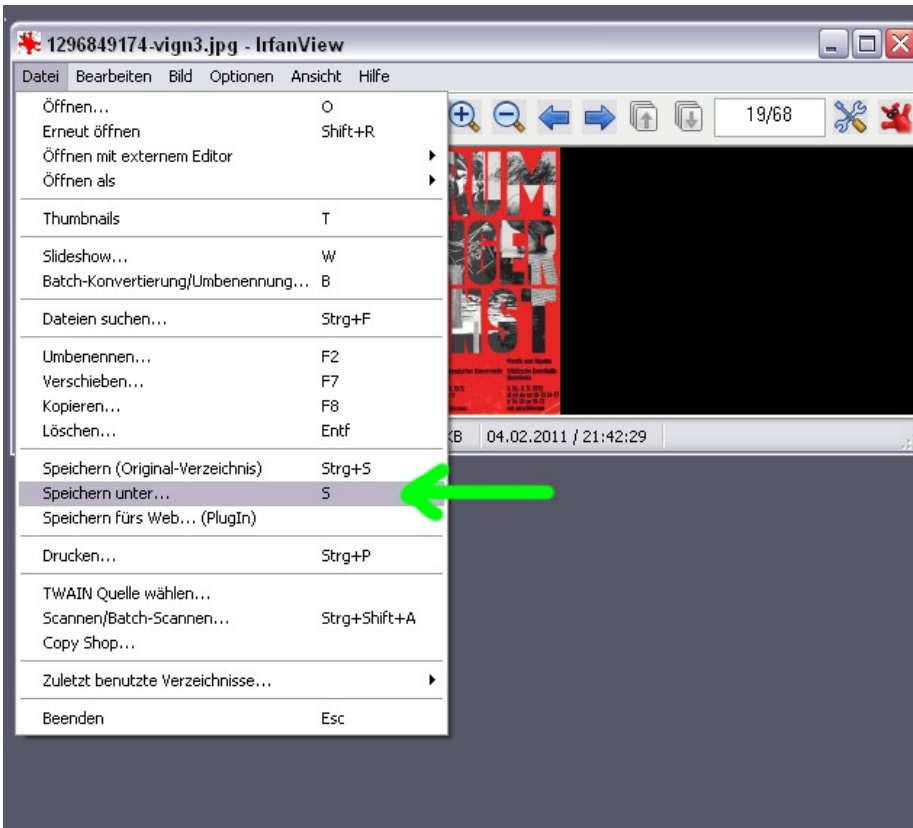 1296849174-vign3.jpg - IrfanView
Datei Bearbeiten Bild Optionen Ansicht Hilfe
19/68
Öffnen... O
Erneut öffnen Shift+R
Öffnen mit externem Editor
Öffnen als
Thumbnails T
Slideshow... W
Batch-Konvertierung/Umbenennung... B
Dateien suchen... Strg+F
Umbenennen... F2
Verschieben... F7
Kopieren... F8
Löschen... Entf
Speichern (Original-Verzeichnis) Strg+S
Speichern unter... S
Speichern fürs Web... (PlugIn)
Drucken... Strg+P
TWAIN Quelle wählen...
Scannen/Batch-Scannen... Strg+Shift+A
Copy Shop...
Zuletzt benutzte Verzeichnisse...
Beenden Esc
RUM
GER
NST
KB 04.02.2011 / 21:42:29